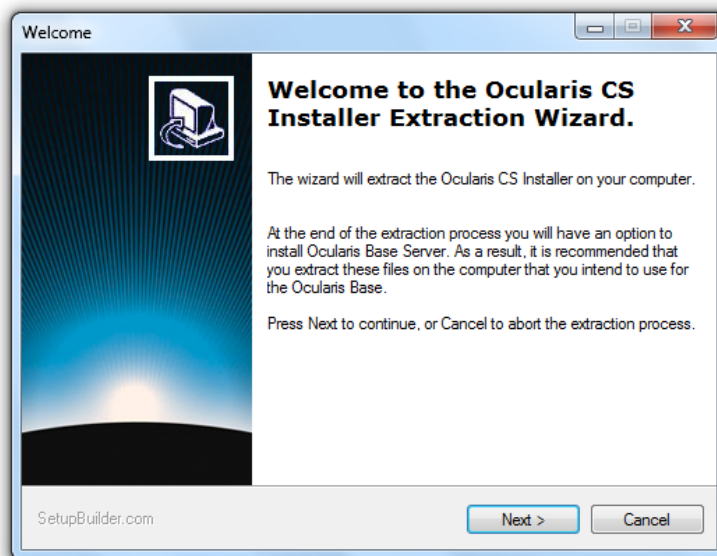 Welcome
Welcome to the Ocularis CS
Installer Extraction Wizard.
The wizard will extract the Ocularis CS Installer on your computer.
At the end of the extraction process you will have an option to
install Ocularis Base Server. As a result, it is recommended that
you extract these files on the computer that you intend to use for
the Ocularis Base.
Press Next to continue, or Cancel to abort the extraction process.
SetupBuilder.com
Next >
Cancel